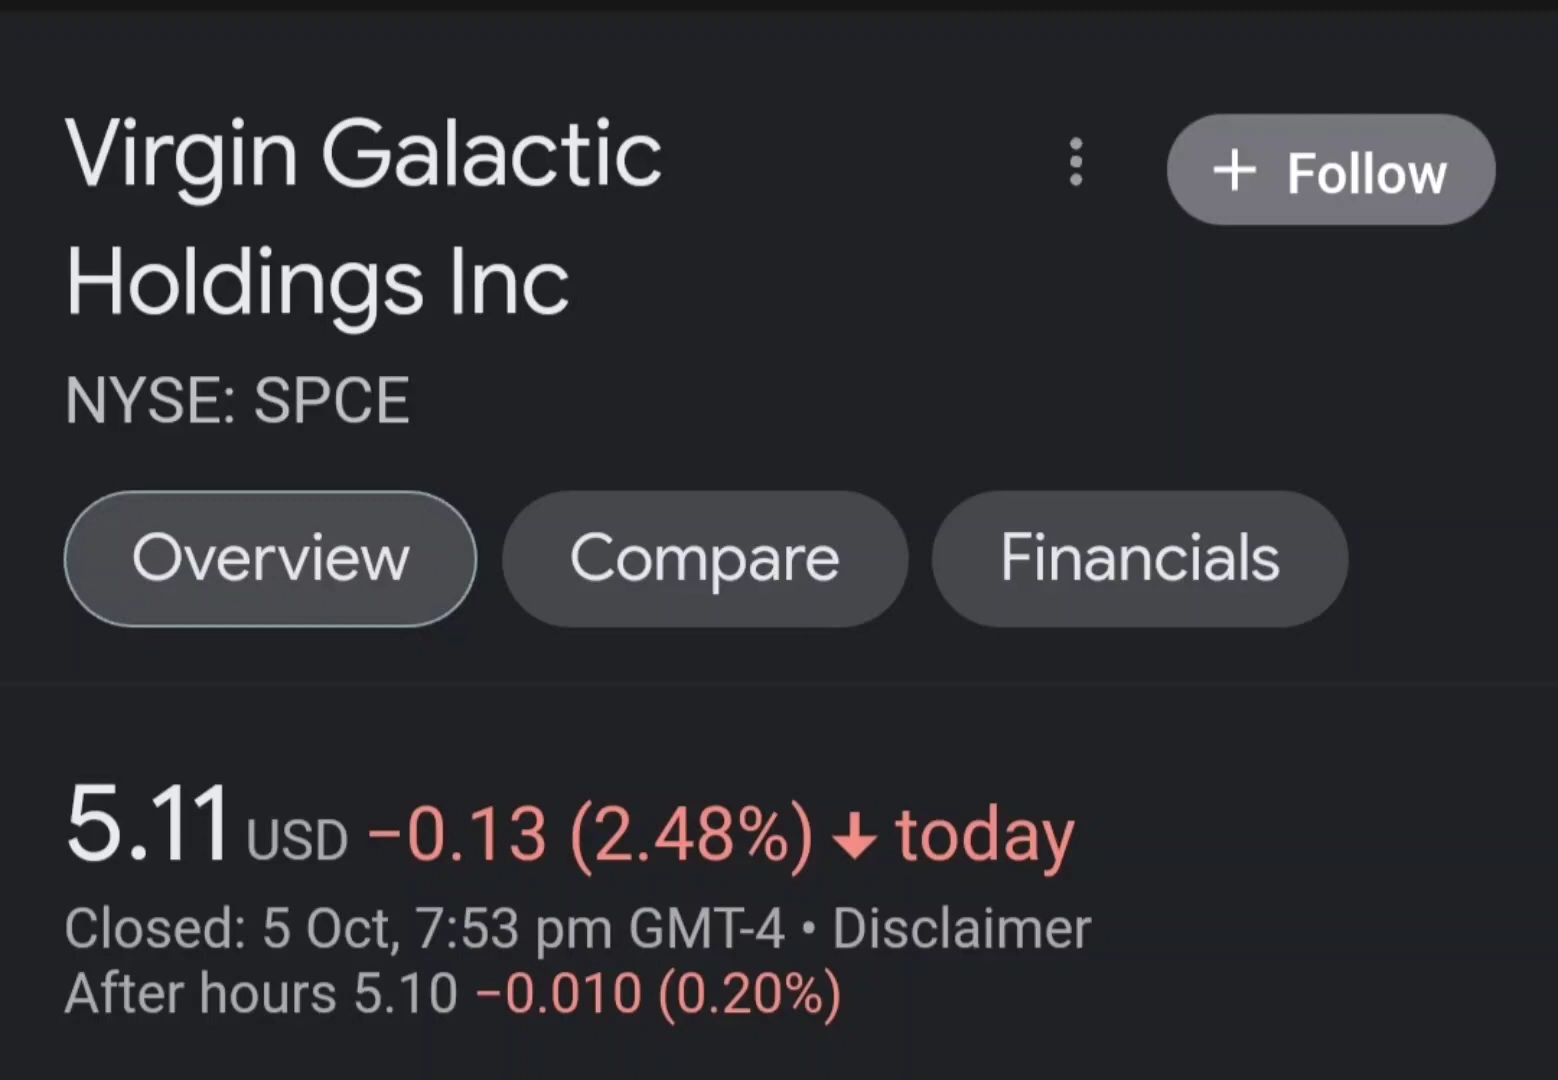 Virgin Galactic
Holdings Inc
+ Follow
NYSE: SPCE
Overview Compare Financials
5.11 USD −0.13 (2.48%) ↓ today
Closed: 5 Oct, 7:53 pm GMT-4 • Disclaimer
After hours 5.10 −0.010 (0.20%)